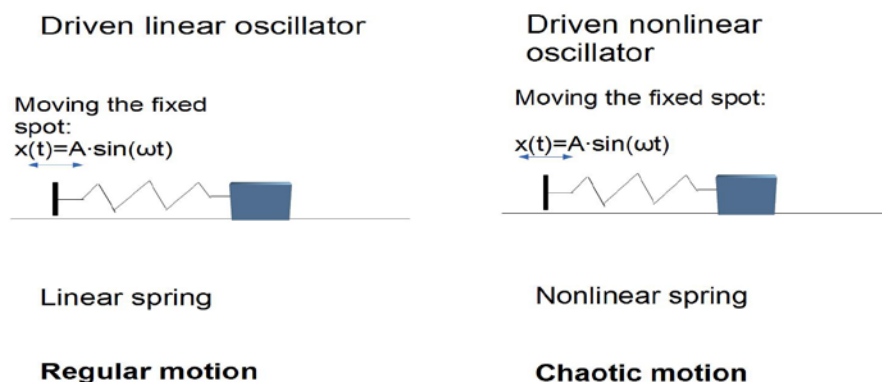 Driven linear oscillator
Moving the fixed
spot:
x(t)=A·sin(ωt)
Linear spring
Regular motion
Driven nonlinear
oscillator
Moving the fixed spot:
x(t)=A·sin(ωt)
Nonlinear spring
Chaotic motion